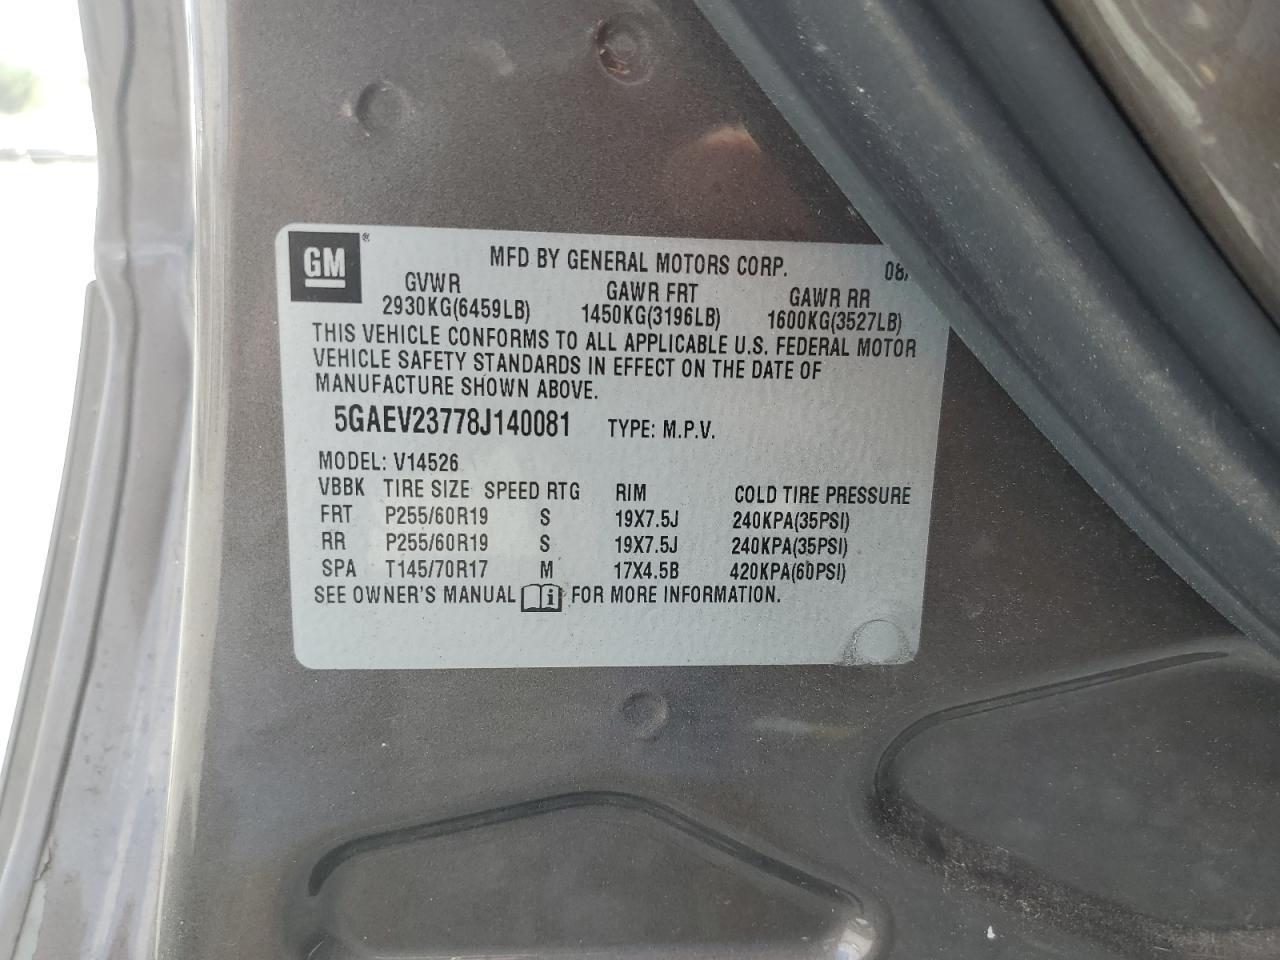 GM® MFD BY GENERAL MOTORS CORP. 08/
GVWR GAWR FRT GAWR RR
2930KG(6459LB) 1450KG(3196LB) 1600KG(3527LB)
THIS VEHICLE CONFORMS TO ALL APPLICABLE U.S. FEDERAL MOTOR
VEHICLE SAFETY STANDARDS IN EFFECT ON THE DATE OF
MANUFACTURE SHOWN ABOVE.
5GAEV23778J140081 TYPE: M.P.V.
MODEL: V14526
VBBK TIRE SIZE SPEED RTG RIM COLD TIRE PRESSURE
FRT P255/60R19 S 19X7.5J 240KPA(35PSI)
RR P255/60R19 S 19X7.5J 240KPA(35PSI)
SPA T145/70R17 M 17X4.5B 420KPA(60PSI)
SEE OWNER'S MANUAL i FOR MORE INFORMATION.